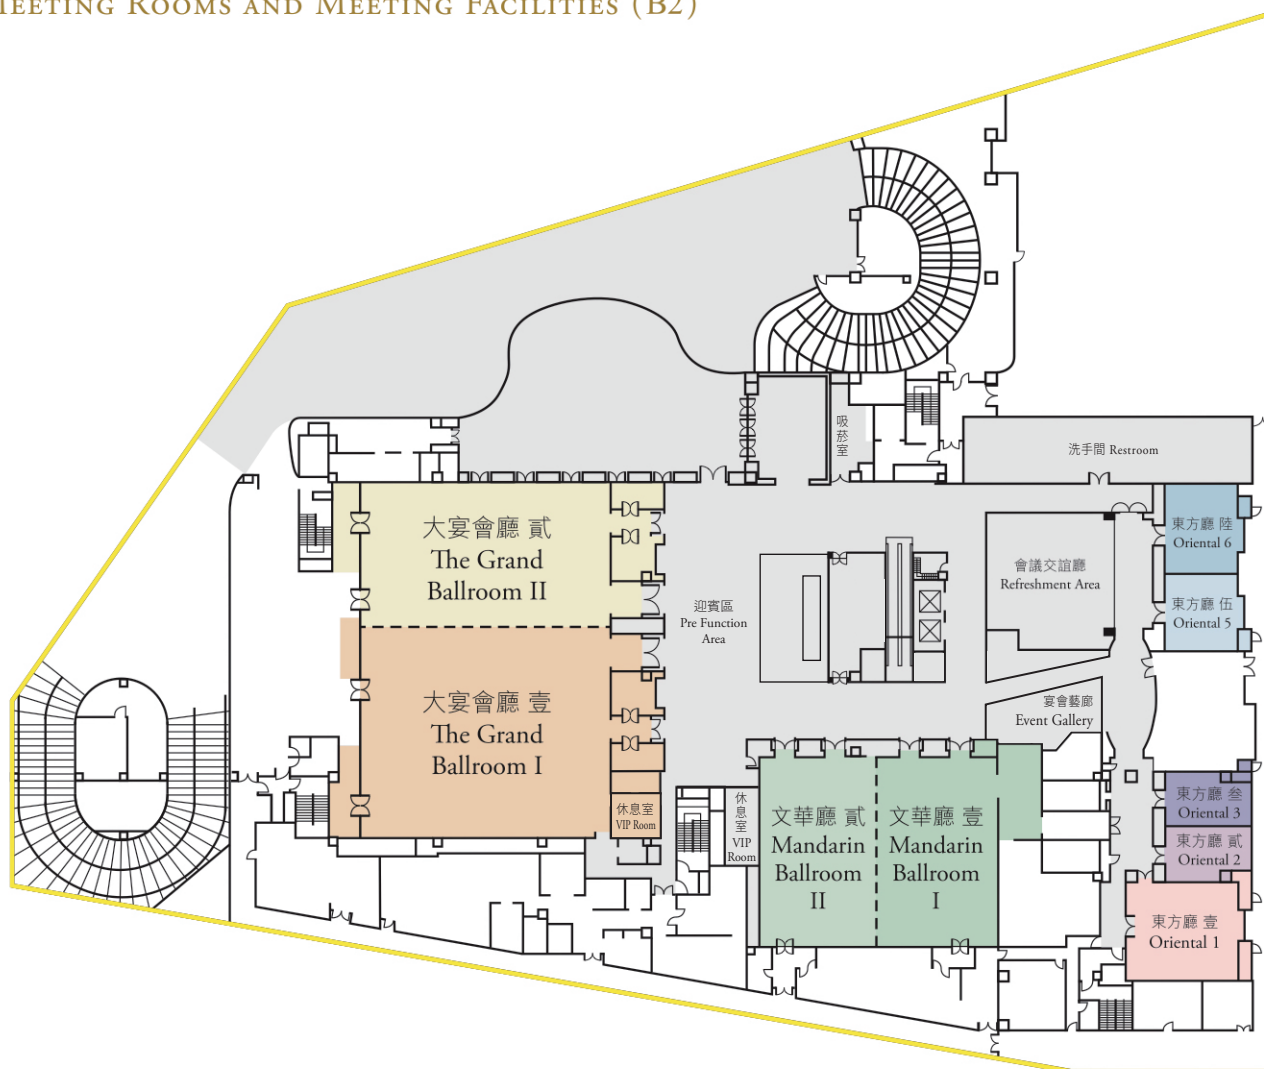 MEETING ROOMS AND MEETING FACILITIES (B2)
吸
菸
室
洗手間 Restroom
大宴會廳 貳
The Grand
Ballroom II
迎賓區
Pre Function
Area
會議交誼廳
Refreshment Area
東方廳 陸
Oriental 6
東方廳 伍
Oriental 5
大宴會廳 壹
The Grand
Ballroom I
宴會藝廊
Event Gallery
休息室
VIP Room
休
息
室
VIP
Room
文華廳 貳
Mandarin
Ballroom
II
文華廳 壹
Mandarin
Ballroom
I
東方廳 叁
Oriental 3
東方廳 貳
Oriental 2
東方廳 壹
Oriental 1